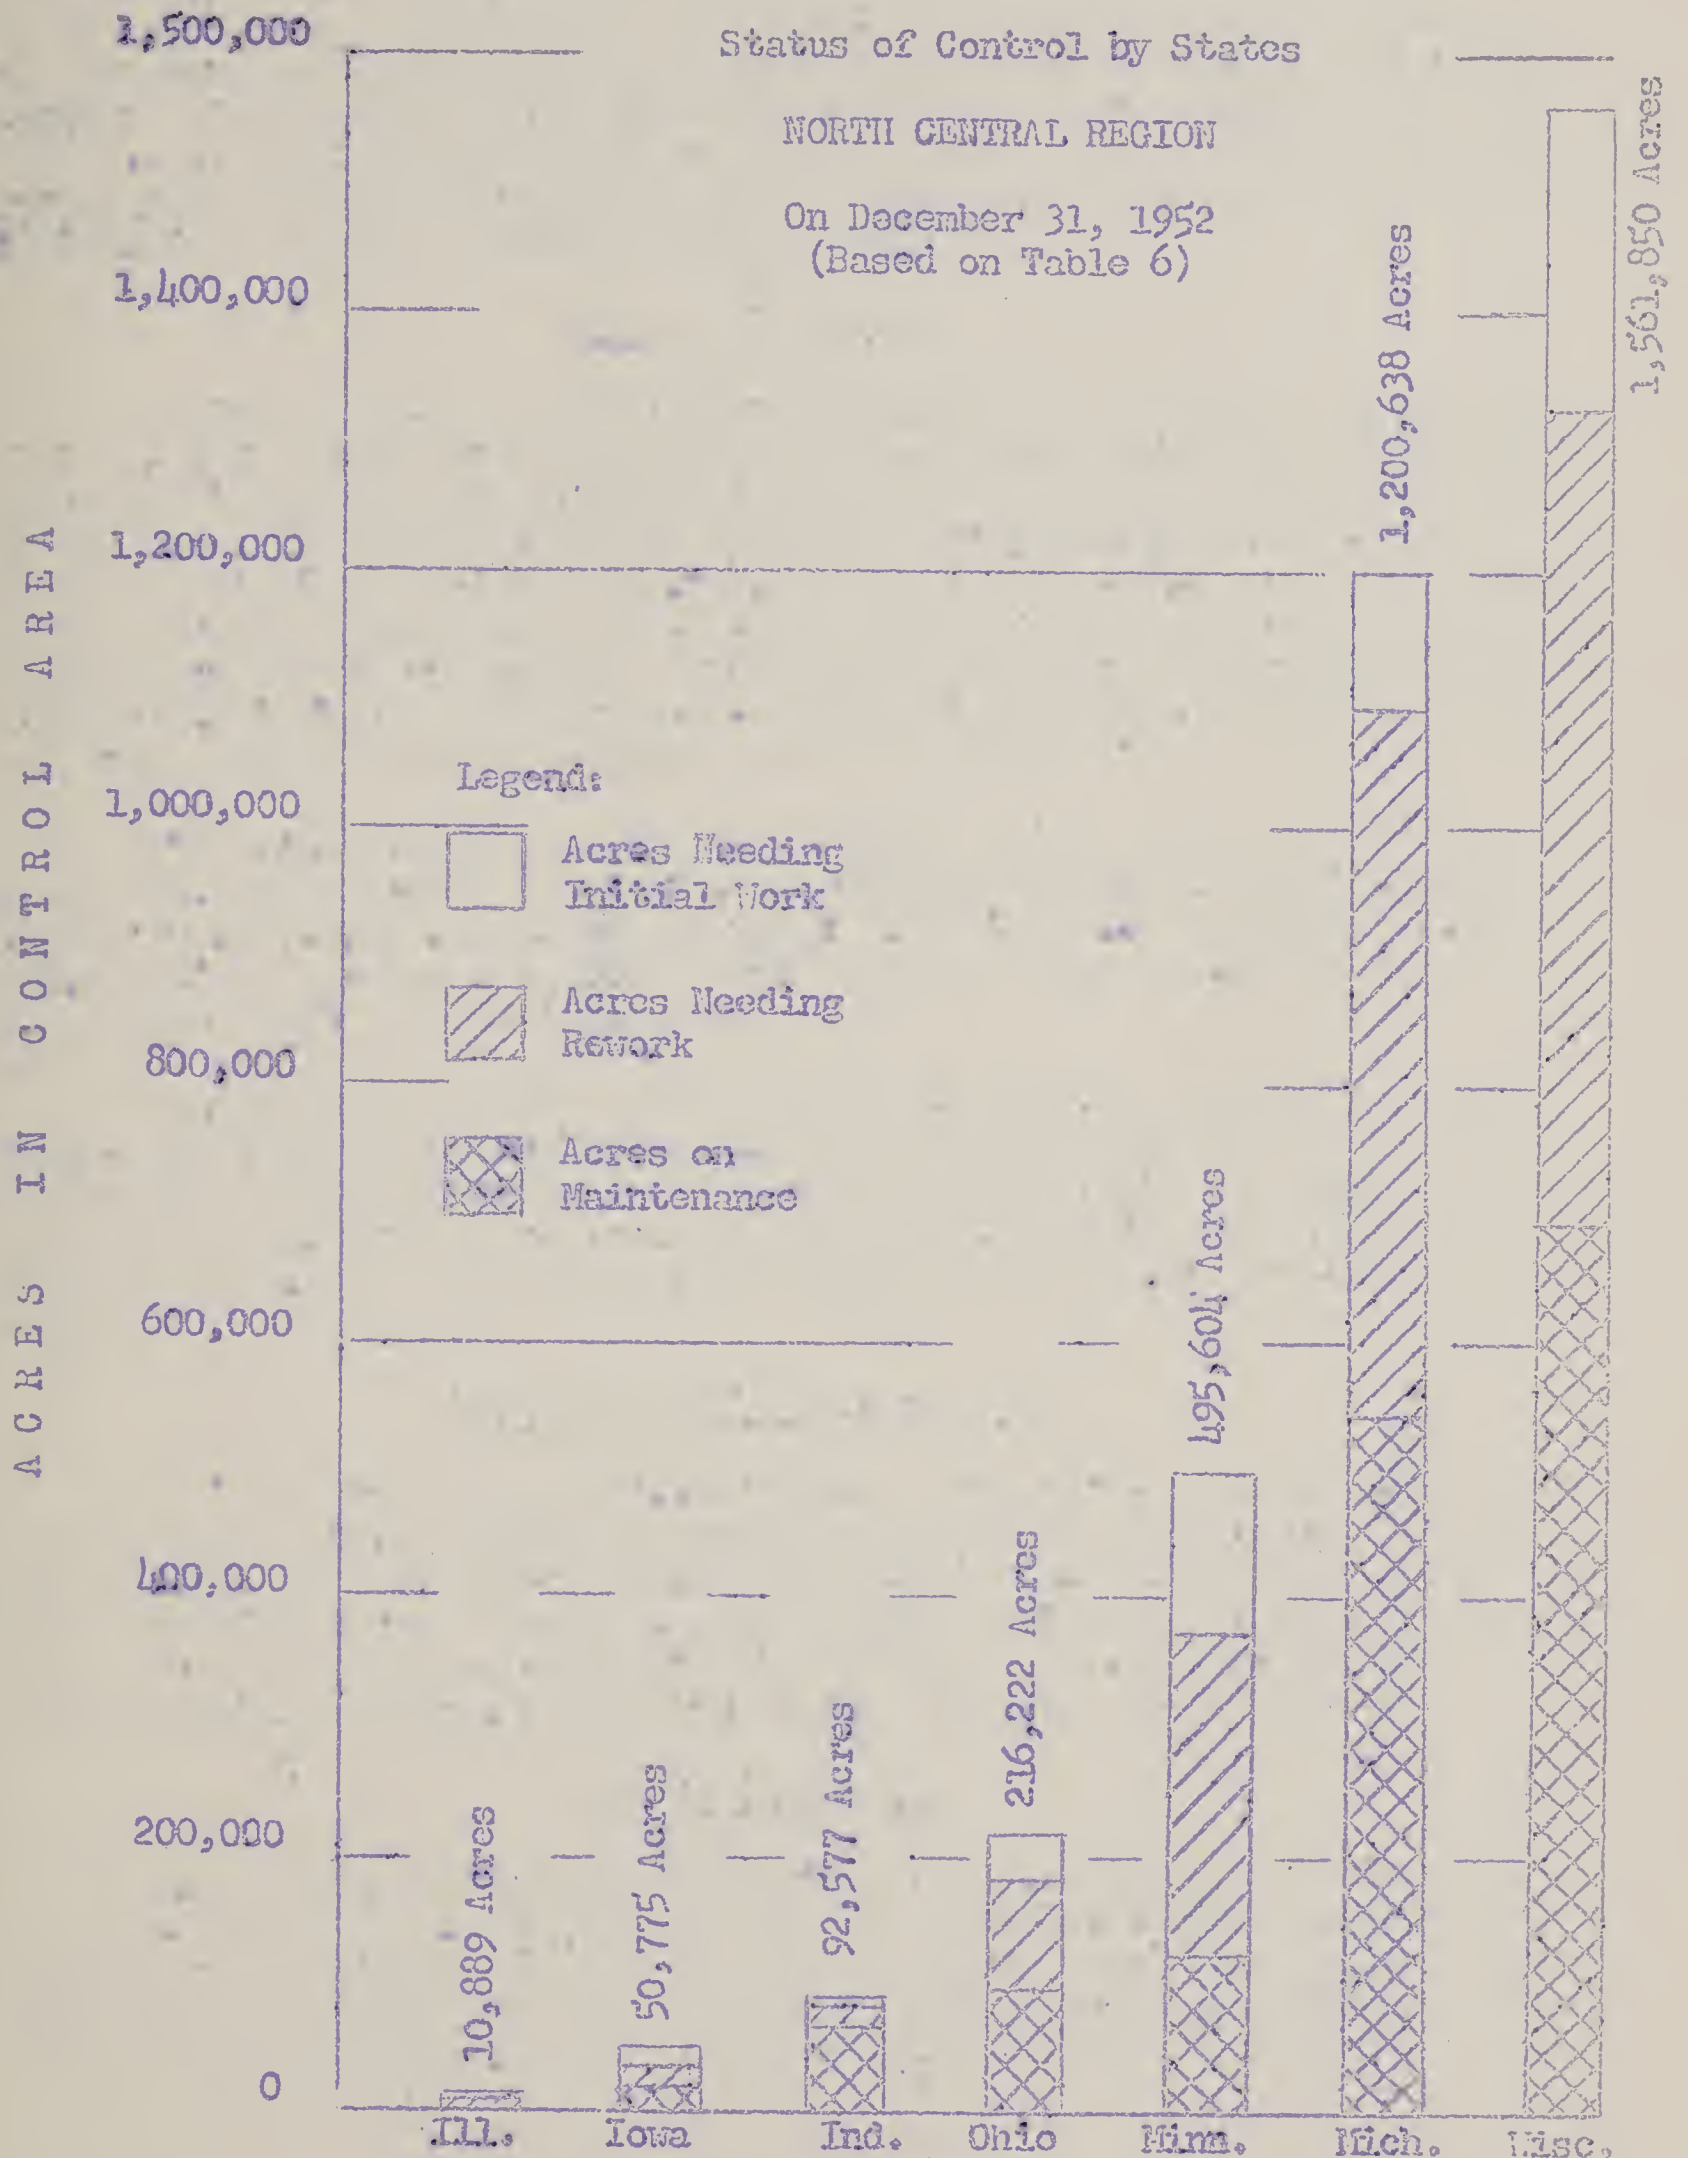 Status of Control by States
NORTH CENTRAL REGION
On December 31, 1952
(Based on Table 6)
ACRES IN CONTROL AREA
1,500,000
1,400,000
1,200,000
1,000,000
800,000
600,000
400,000
200,000
0
Legend:
Acres Needing
Initial Work
Acres Needing
Rework
Acres on
Maintenance
10,889 Acres
50,775 Acres
92,577 Acres
216,222 Acres
495,604 Acres
1,200,638 Acres
1,561,850 Acres
Ill.
Iowa
Ind.
Ohio
Minn.
Mich.
Wisc.